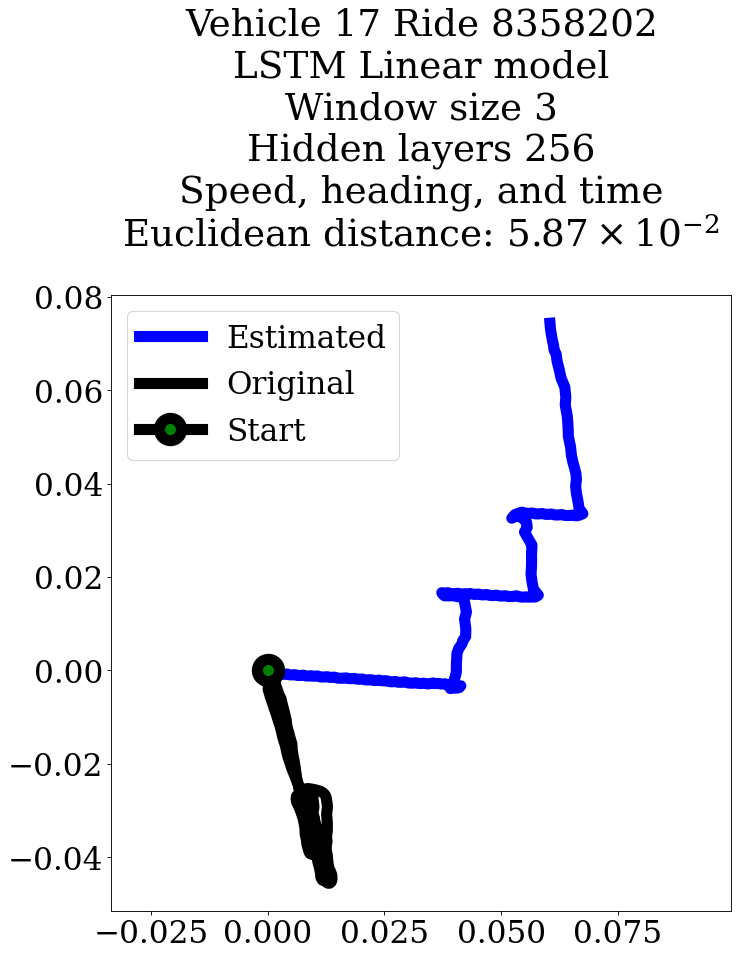 Vehicle 17 Ride 8358202
LSTM Linear model
Window size 3
Hidden layers 256
Speed, heading, and time
Euclidean distance: 5.87 × 10⁻²
0.08
0.06
0.04
0.02
0.00
−0.02
−0.04
Estimated
Original
Start
−0.025 0.000 0.025 0.050 0.075